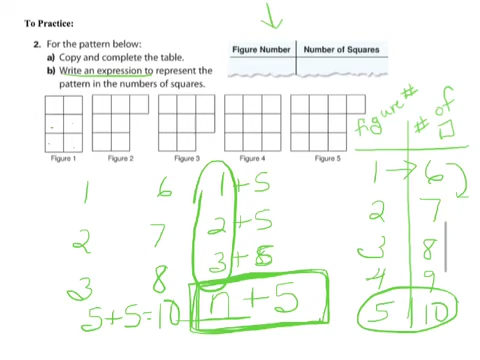 To Practice:
2. For the pattern below:
a) Copy and complete the table.
b) Write an expression to represent the
pattern in the numbers of squares.
Figure Number Number of Squares
Figure 1 Figure 2 Figure 3 Figure 4 Figure 5
figure # # of □
1 → 6
2 7
3 8
4 9
5 10
1 6 1 + 5
2 7 2 + 5
3 8 3 + 5
5+5=10 n + 5